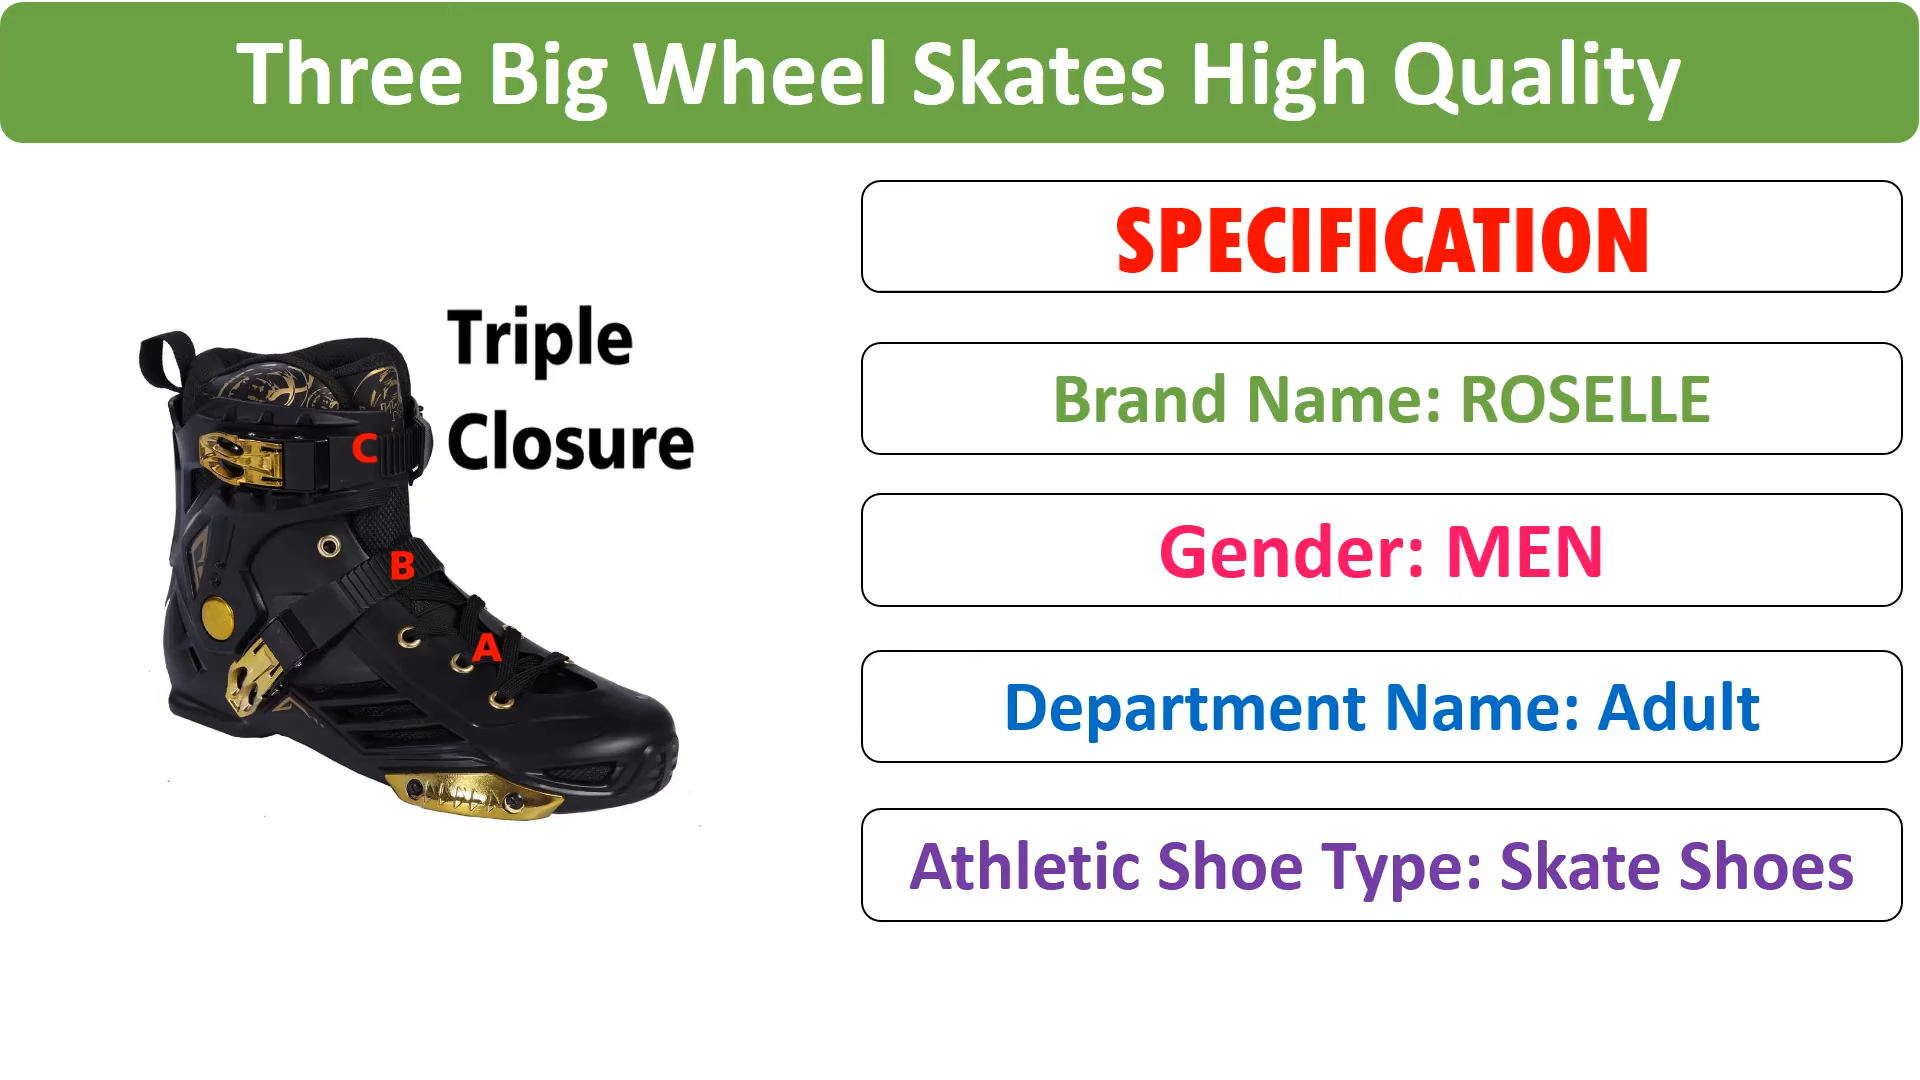 Three Big Wheel Skates High Quality
Triple
Closure
C
B
A
SPECIFICATION
Brand Name: ROSELLE
Gender: MEN
Department Name: Adult
Athletic Shoe Type: Skate Shoes